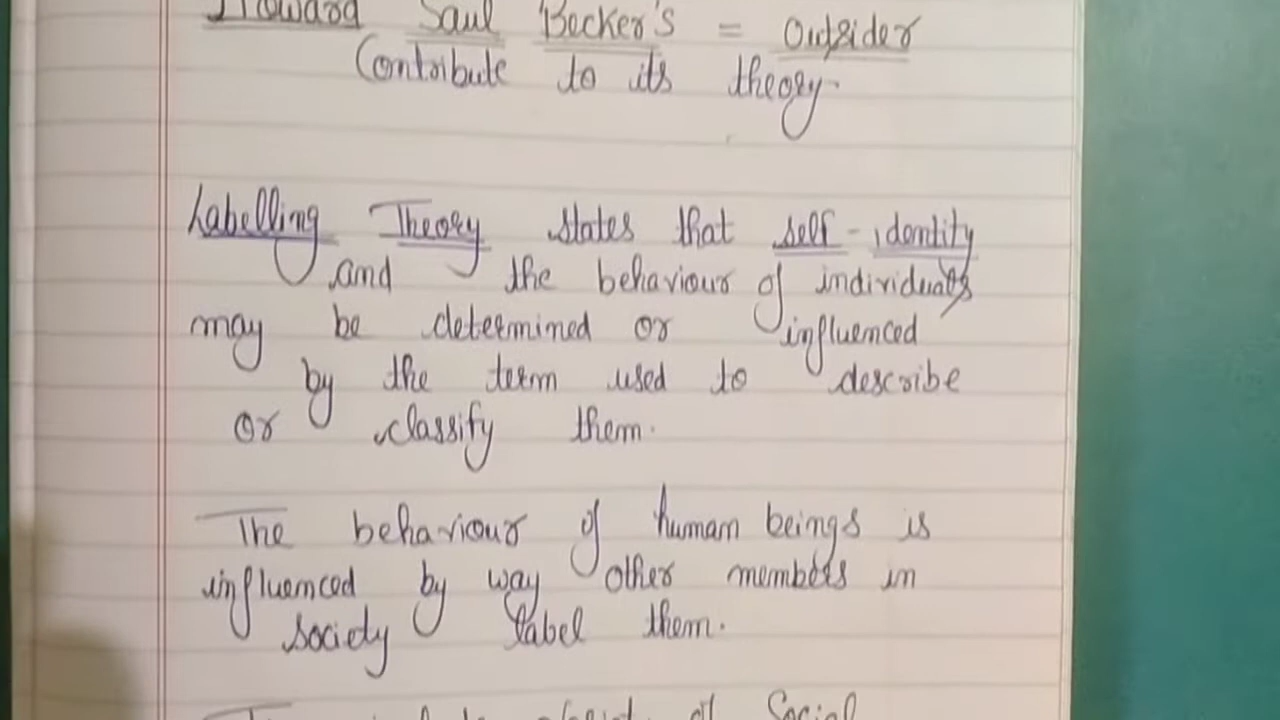 Howard Saul Becker's = Outsider
Contribute to its theory.
Labelling Theory states that self-identity
and the behaviour of individuals
may be determined or influenced
by the term used to describe
or classify them.
The behaviour of human beings is
influenced by way other members in
society label them.
of Social